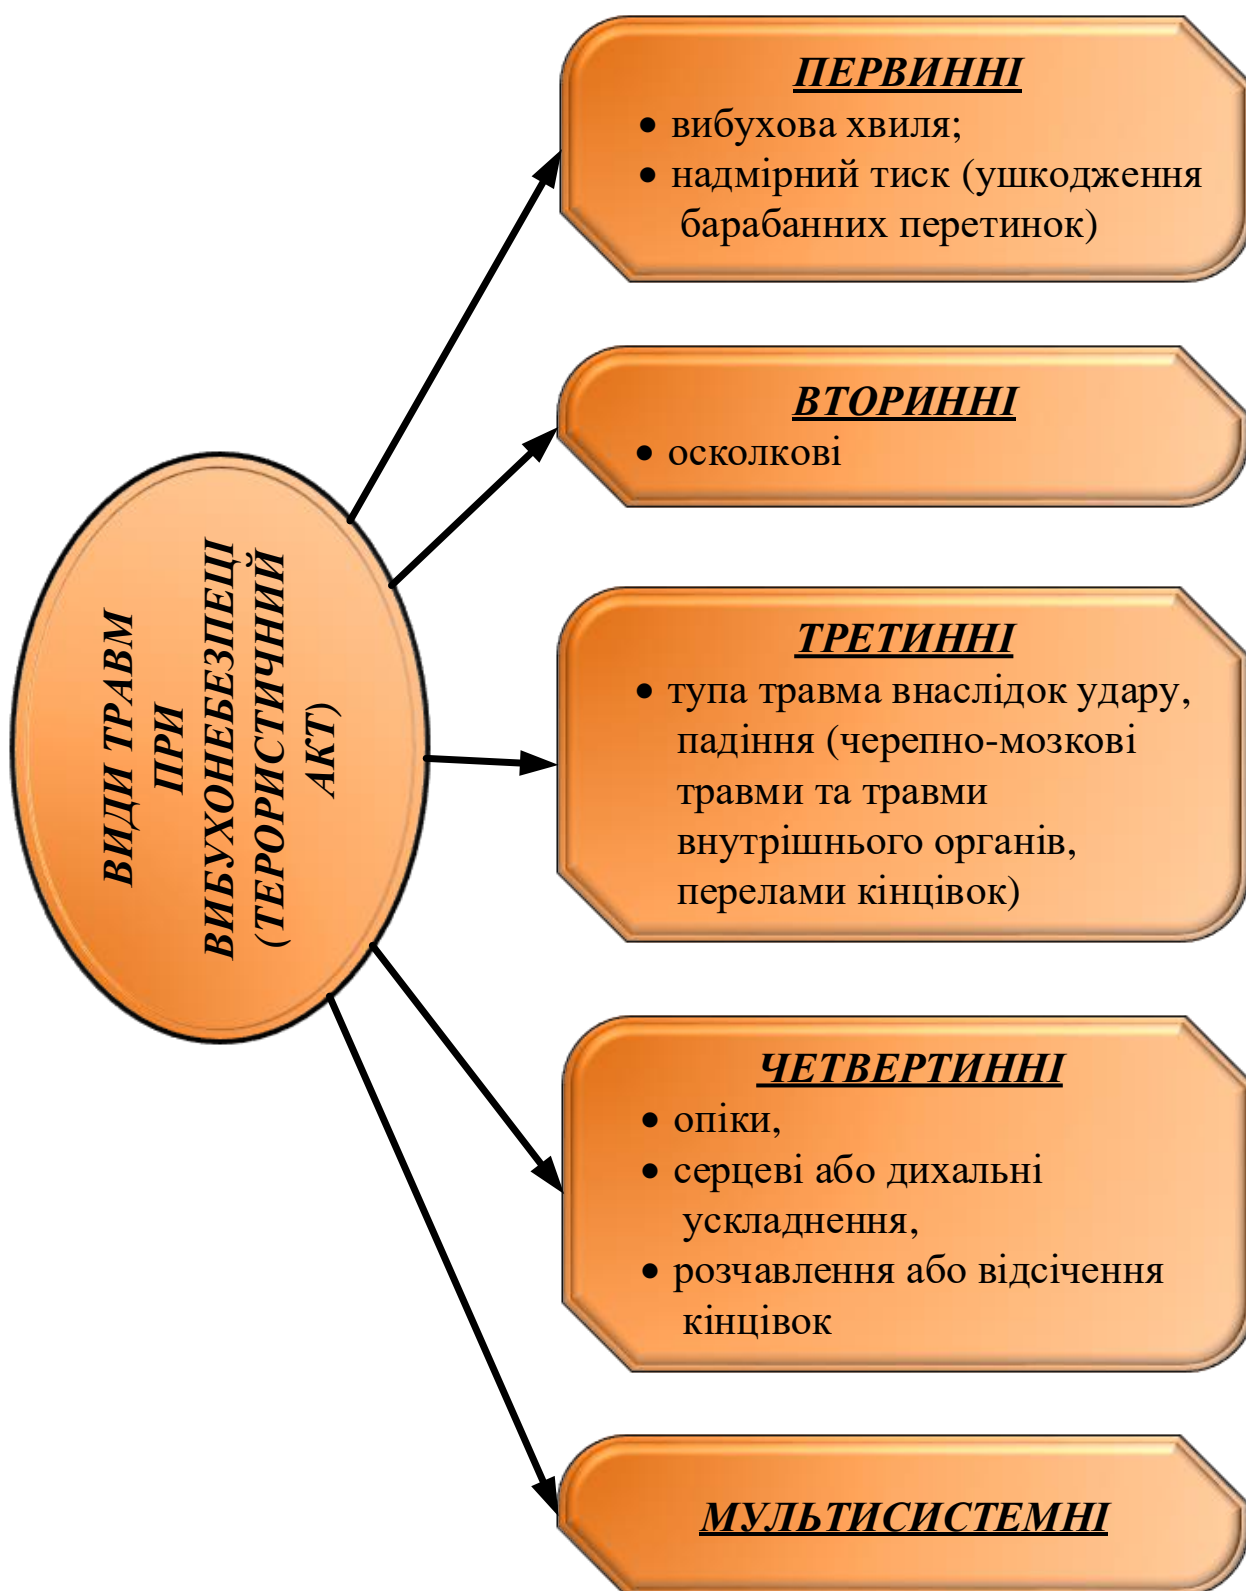 ВИДИ ТРАВМ
ПРИ
ВИБУХОНЕБЕЗПЕЦІ
(ТЕРОРИСТИЧНИЙ
АКТ)
ПЕРВИННІ
• вибухова хвиля;
• надмірний тиск (ушкодження
барабанних перетинок)
ВТОРИННІ
• осколкові
ТРЕТИННІ
• тупа травма внаслідок удару,
падіння (черепно-мозкові
травми та травми
внутрішнього органів,
перелами кінцівок)
ЧЕТВЕРТИННІ
• опіки,
• серцеві або дихальні
ускладнення,
• розчавлення або відсічення
кінцівок
МУЛЬТИСИСТЕМНІ